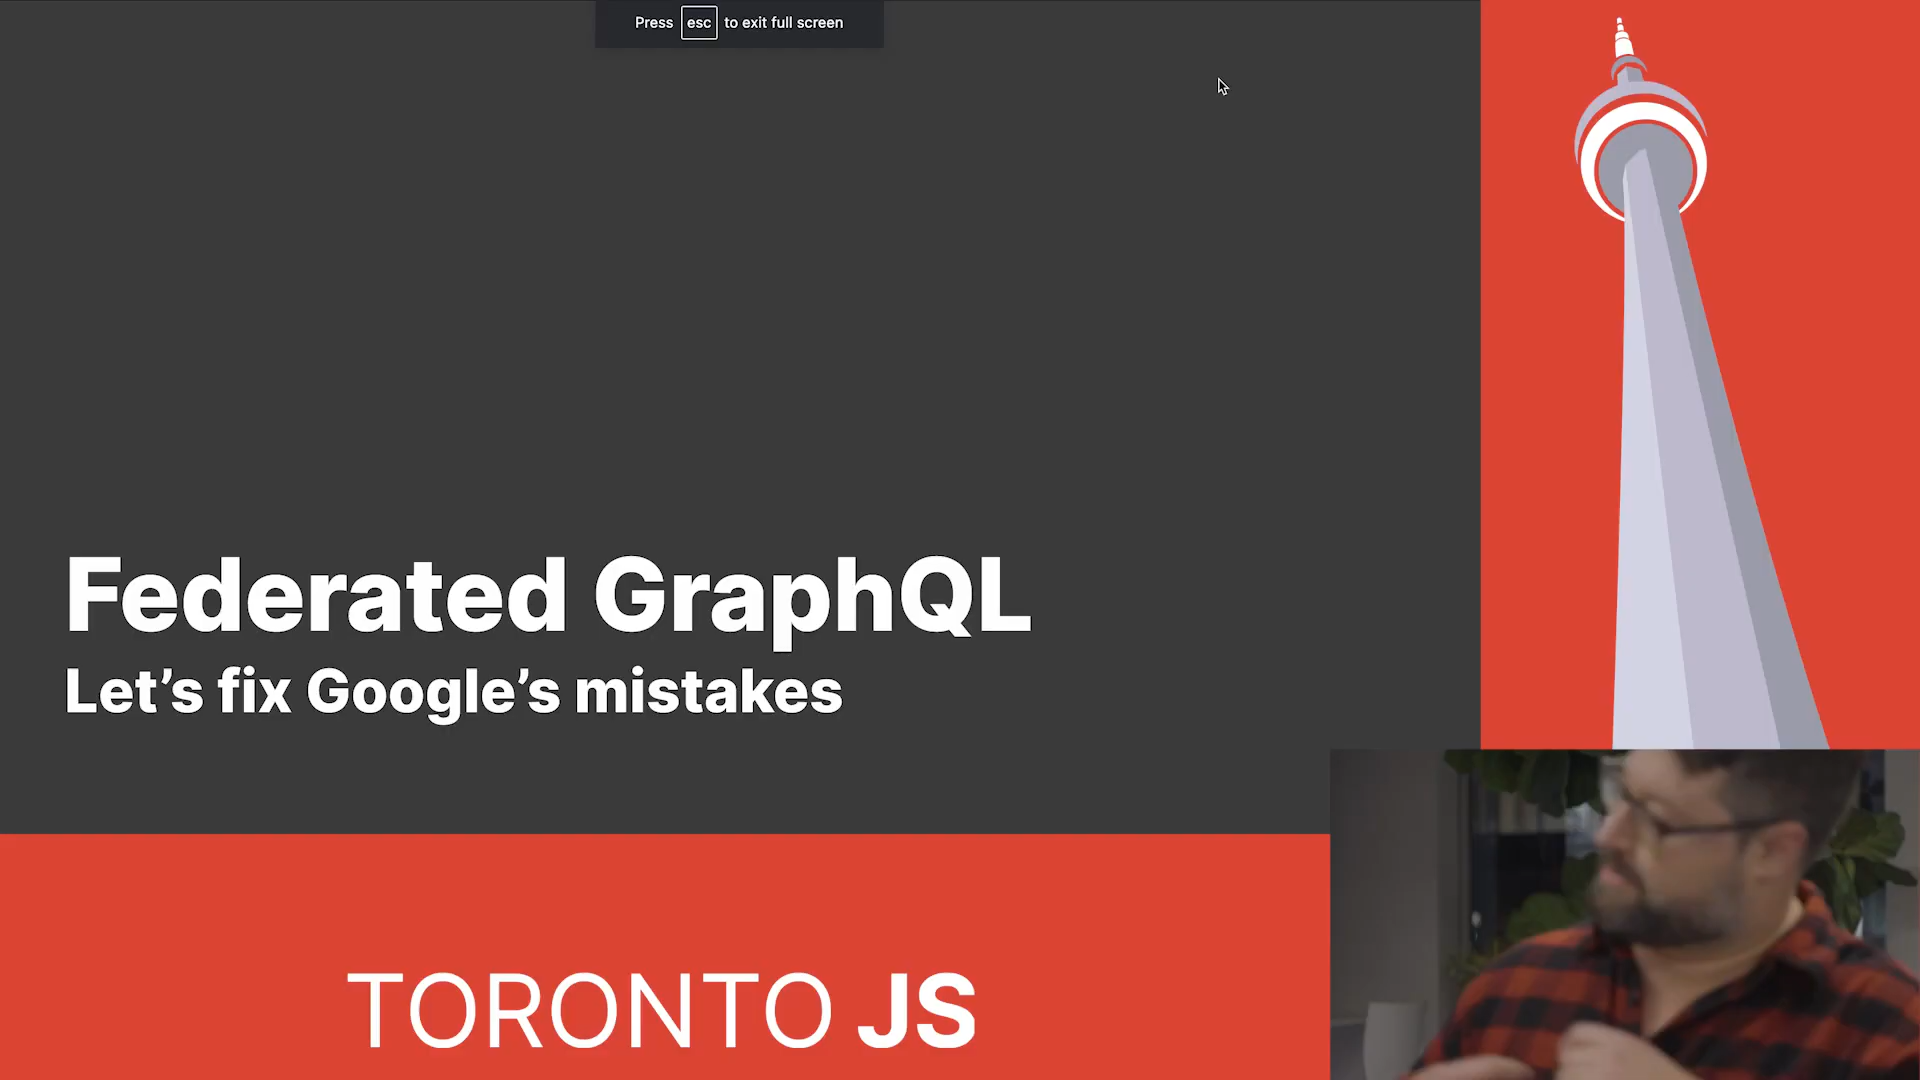 Press esc to exit full screen
Federated GraphQL
Let’s fix Google’s mistakes
TORONTO JS